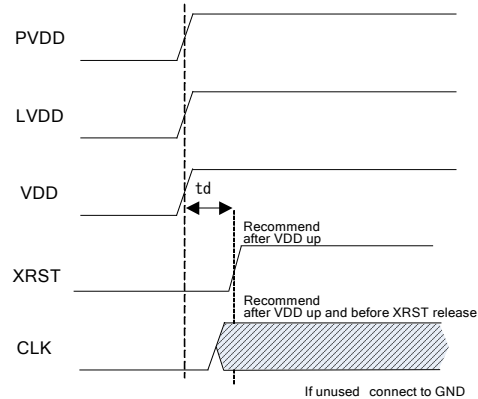 PVDD
LVDD
VDD
td
Recommend
after VDD up
XRST
Recommend
after VDD up and before XRST release
CLK
If unused connect to GND